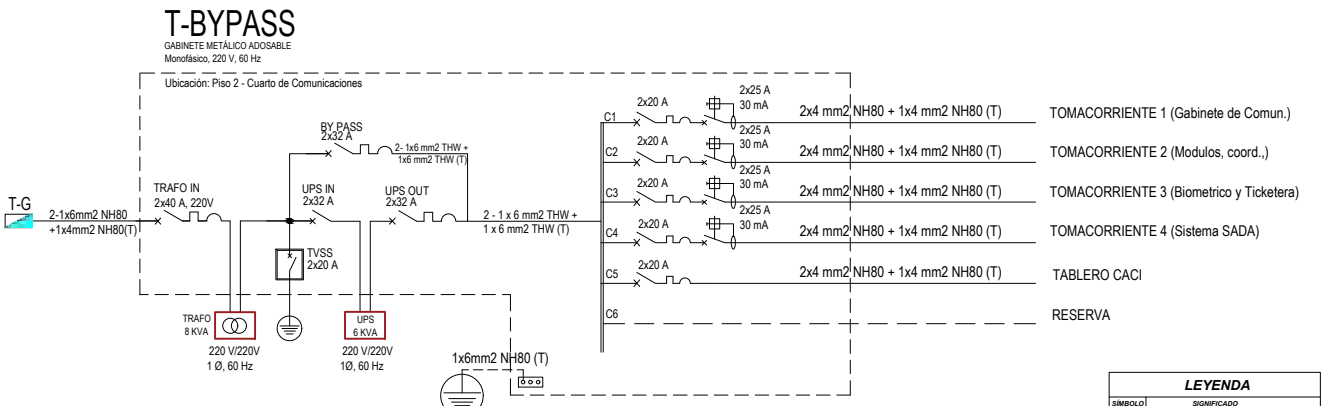 T-BYPASS
GABINETE METÁLICO ADOSABLE
Monofásico, 220 V, 60 Hz
Ubicación: Piso 2 - Cuarto de Comunicaciones
T-G
2-1x6mm2 NH80
+1x4mm2 NH80(T)
TRAFO IN
2x40 A, 220V
BY PASS
2x32 A
2- 1x6 mm2 THW +
1x6 mm2 THW (T)
UPS IN
2x32 A
UPS OUT
2x32 A
TVSS
2x20 A
2 - 1 x 6 mm2 THW +
1 x 6 mm2 THW (T)
TRAFO
8 KVA
220 V/220V
1 Ø, 60 Hz
UPS
6 KVA
220 V/220V
1Ø, 60 Hz
1x6mm2 NH80 (T)
C1
2x20 A
2x25 A
30 mA
2x4 mm2 NH80 + 1x4 mm2 NH80 (T)
TOMACORRIENTE 1 (Gabinete de Comun.)
C2
2x20 A
2x25 A
30 mA
2x4 mm2 NH80 + 1x4 mm2 NH80 (T)
TOMACORRIENTE 2 (Modulos, coord.,)
C3
2x20 A
2x25 A
30 mA
2x4 mm2 NH80 + 1x4 mm2 NH80 (T)
TOMACORRIENTE 3 (Biometrico y Ticketera)
C4
2x20 A
2x25 A
30 mA
2x4 mm2 NH80 + 1x4 mm2 NH80 (T)
TOMACORRIENTE 4 (Sistema SADA)
C5
2x20 A
2x4 mm2 NH80 + 1x4 mm2 NH80 (T)
TABLERO CACI
C6
RESERVA
LEYENDA
SÍMBOLO
SIGNIFICADO